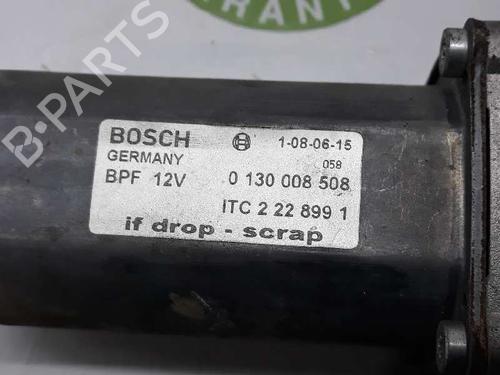 RANT
B-PARTS
BOSCH 1-08-06-15
GERMANY 058
BPF 12V 0 130 008 508
ITC 2 22 899 1
if drop - scrap